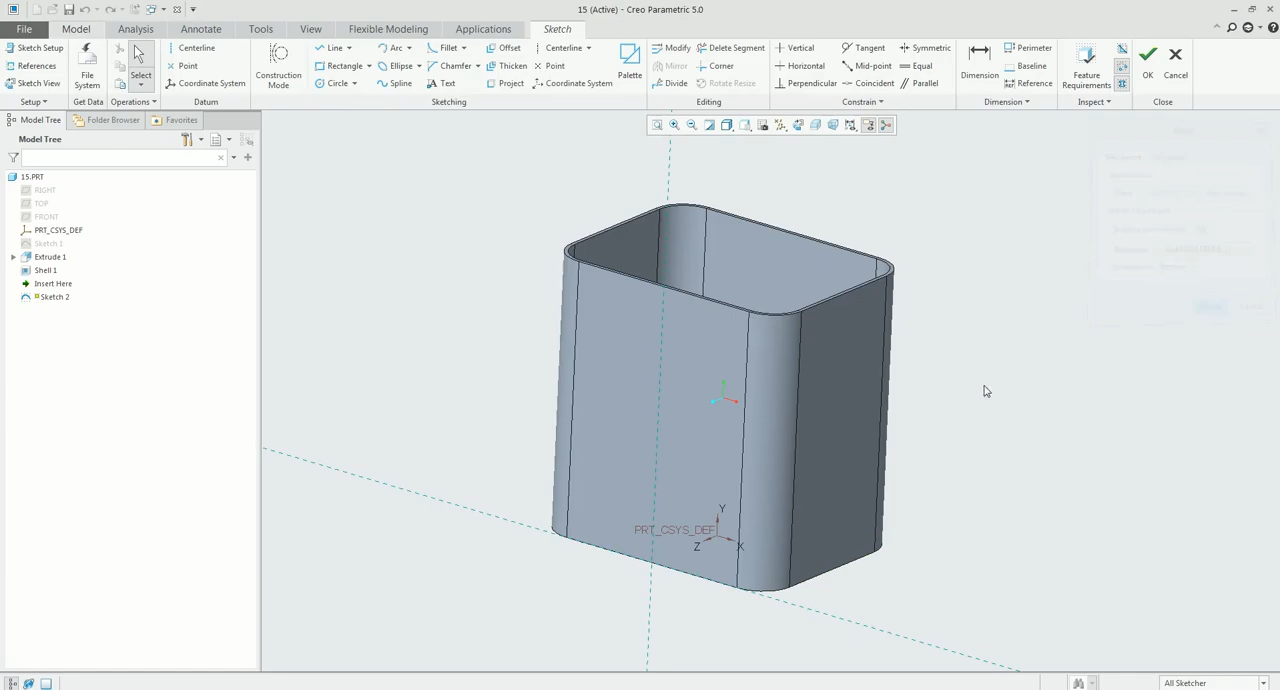 15 (Active) - Creo Parametric 5.0
File Model Analysis Annotate Tools View Flexible Modeling Applications Sketch
Sketch Setup
References
Sketch View
Setup
File System
Get Data
Select
Operations
Centerline
Point
Coordinate System
Datum
Construction Mode
Line Arc Fillet Offset Centerline
Rectangle Ellipse Chamfer Thicken Point
Circle Spline Text Project Coordinate System
Palette
Sketching
Modify Delete Segment
Mirror Corner
Divide Rotate Resize
Editing
Vertical Tangent Symmetric
Horizontal Mid-point Equal
Perpendicular Coincident Parallel
Constrain
Dimension
Perimeter
Baseline
Reference
Dimension
Feature Requirements
Inspect
OK Cancel
Close
Model Tree Folder Browser Favorites
Model Tree
15.PRT
RIGHT
TOP
FRONT
PRT_CSYS_DEF
Sketch 1
Extrude 1
Shell 1
Insert Here
Sketch 2
Y
PRT_CSYS_DEF
Z X
All Sketcher